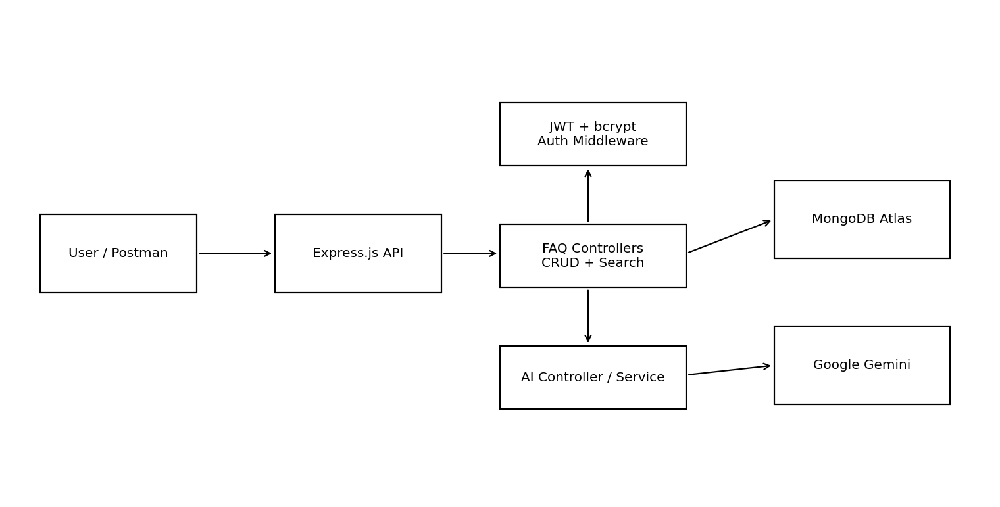 User / Postman
Express.js API
JWT + bcrypt
Auth Middleware
FAQ Controllers
CRUD + Search
AI Controller / Service
MongoDB Atlas
Google Gemini